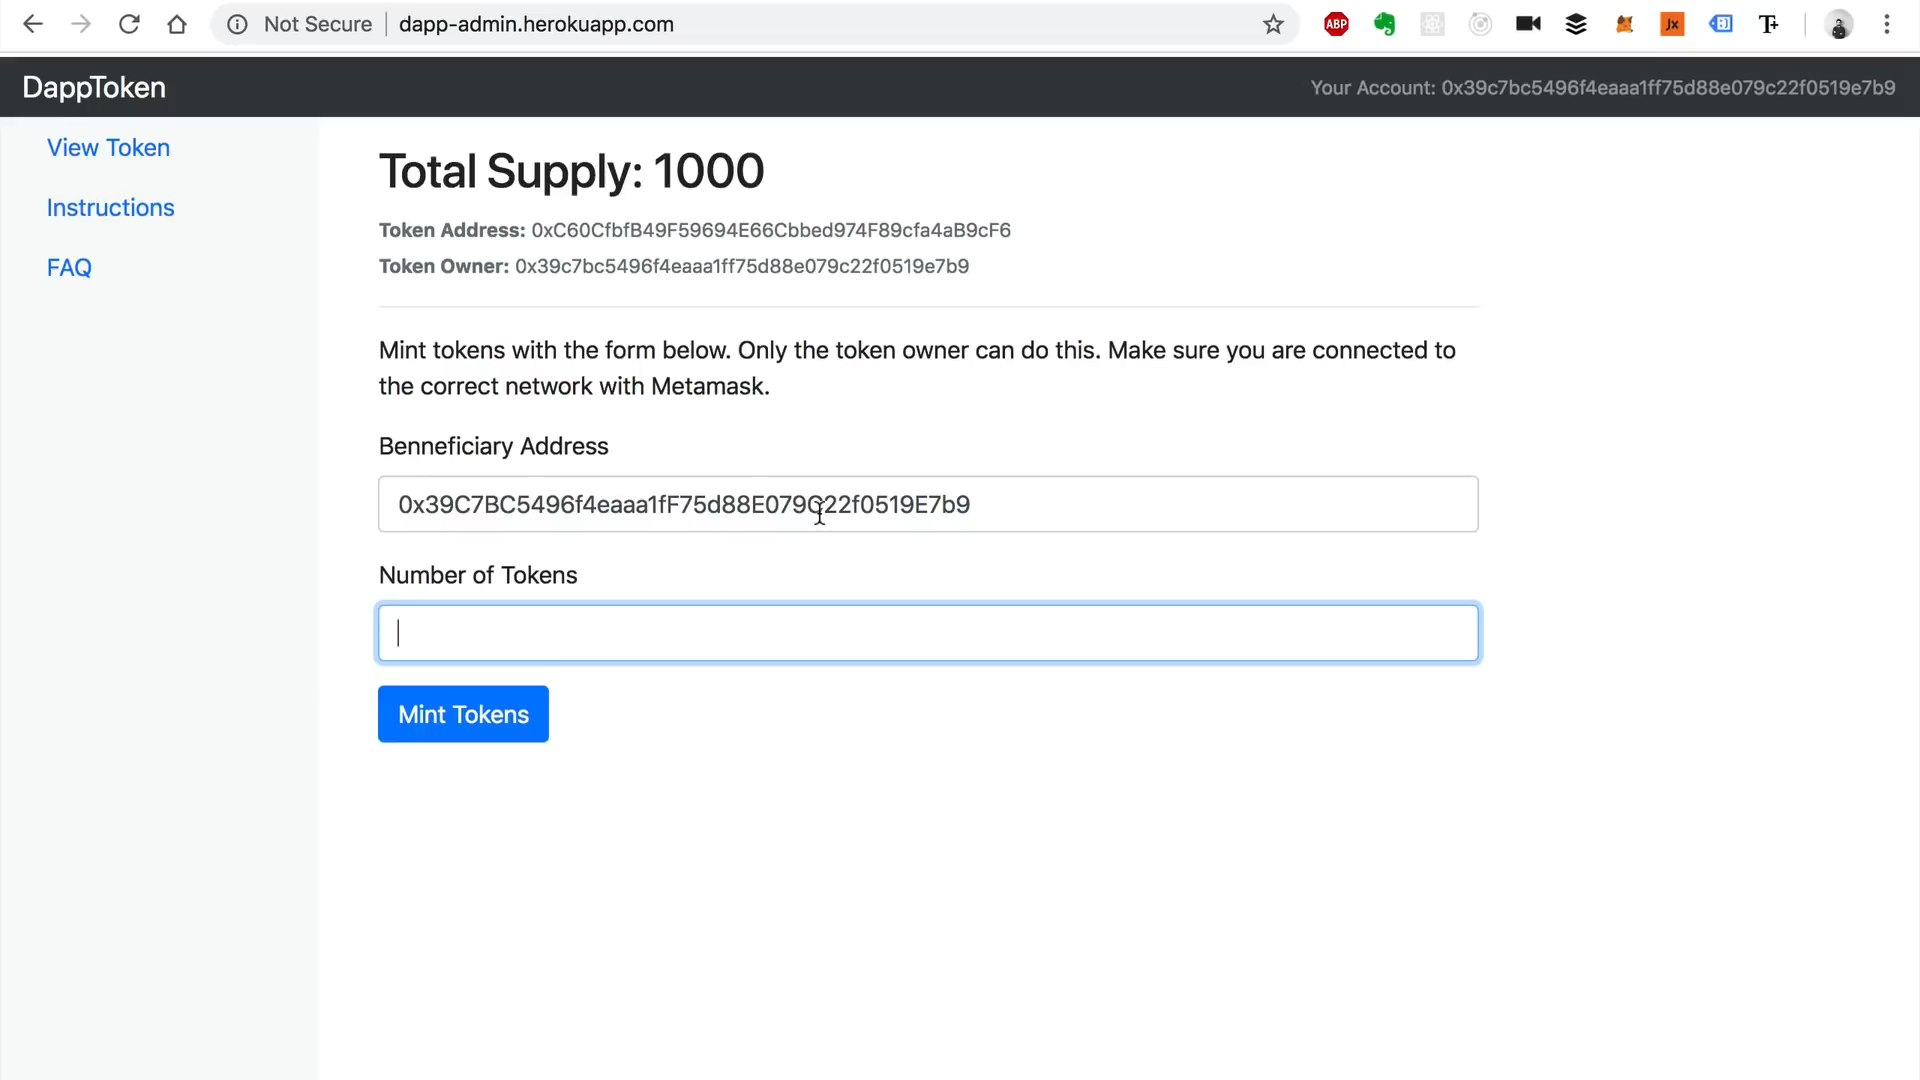 Not Secure
dapp-admin.herokuapp.com
ABP
Jx
T+
DappToken
Your Account: 0x39c7bc5496f4eaaa1ff75d88e079c22f0519e7b9
View Token
Instructions
FAQ
Total Supply: 1000
Token Address: 0xC60CfbfB49F59694E66Cbbed974F89cfa4aB9cF6
Token Owner: 0x39c7bc5496f4eaaa1ff75d88e079c22f0519e7b9
Mint tokens with the form below. Only the token owner can do this. Make sure you are connected to
the correct network with Metamask.
Benneficiary Address
0x39C7BC5496f4eaaa1fF75d88E079C22f0519E7b9
Number of Tokens
Mint Tokens